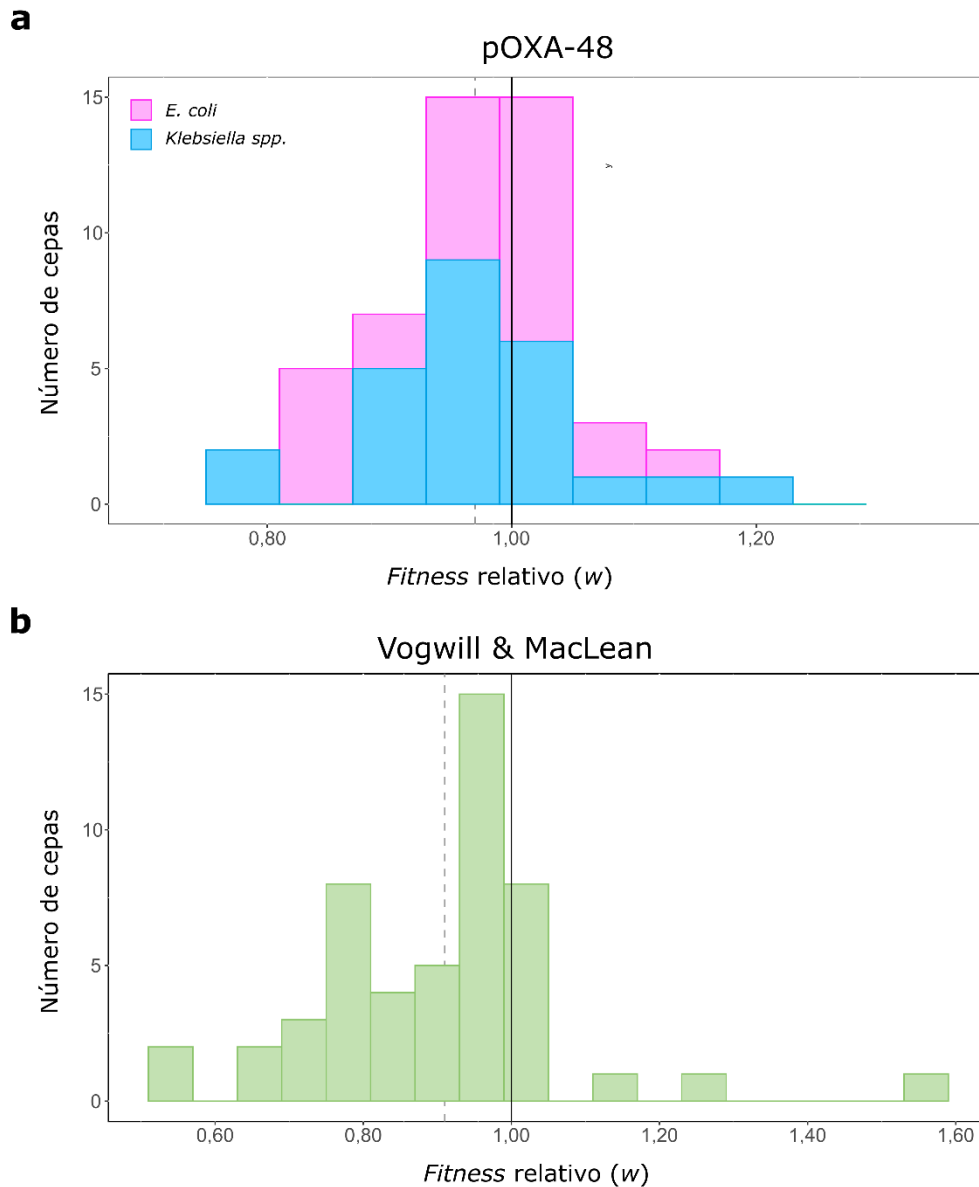 a
pOXA-48
15
E. coli
Klebsiella spp.
y
10
5
0
Número de cepas
0,80
1,00
1,20
Fitness relativo (w)
b
Vogwill & MacLean
15
10
5
0
Número de cepas
0,60
0,80
1,00
1,20
1,40
1,60
Fitness relativo (w)